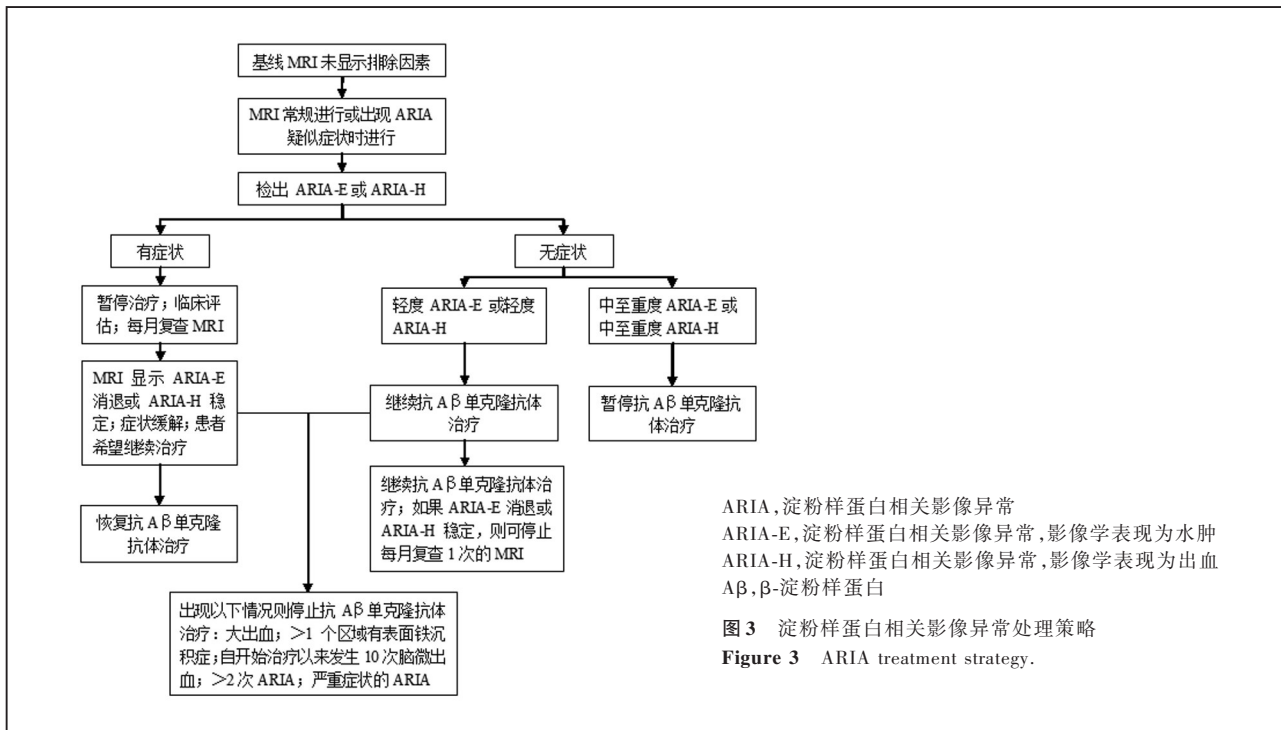 基线 MRI 未显示排除因素
MRI 常规进行或出现 ARIA
疑似症状时进行
检出 ARIA-E 或 ARIA-H
有症状
无症状
暂停治疗；临床评
估；每月复查 MRI
轻度 ARIA-E 或轻度
ARIA-H
中至重度 ARIA-E 或
中至重度 ARIA-H
MRI 显示 ARIA-E
消退或 ARIA-H 稳
定；症状缓解；患者
希望继续治疗
继续抗 Aβ单克隆抗体
治疗
暂停抗 Aβ单克隆抗
体治疗
恢复抗 Aβ单克隆
抗体治疗
继续抗 Aβ单克隆抗体治
疗；如果 ARIA-E 消退或
ARIA-H 稳定，则可停止
每月复查 1 次的 MRI
出现以下情况则停止抗 Aβ单克隆抗体
治疗：大出血；＞1 个区域有表面铁沉
积症；自开始治疗以来发生 10 次脑微出
血；＞2 次 ARIA；严重症状的 ARIA
ARIA，淀粉样蛋白相关影像异常
ARIA-E，淀粉样蛋白相关影像异常，影像学表现为水肿
ARIA-H，淀粉样蛋白相关影像异常，影像学表现为出血
Aβ，β-淀粉样蛋白
图3 淀粉样蛋白相关影像异常处理策略
Figure 3 ARIA treatment strategy.